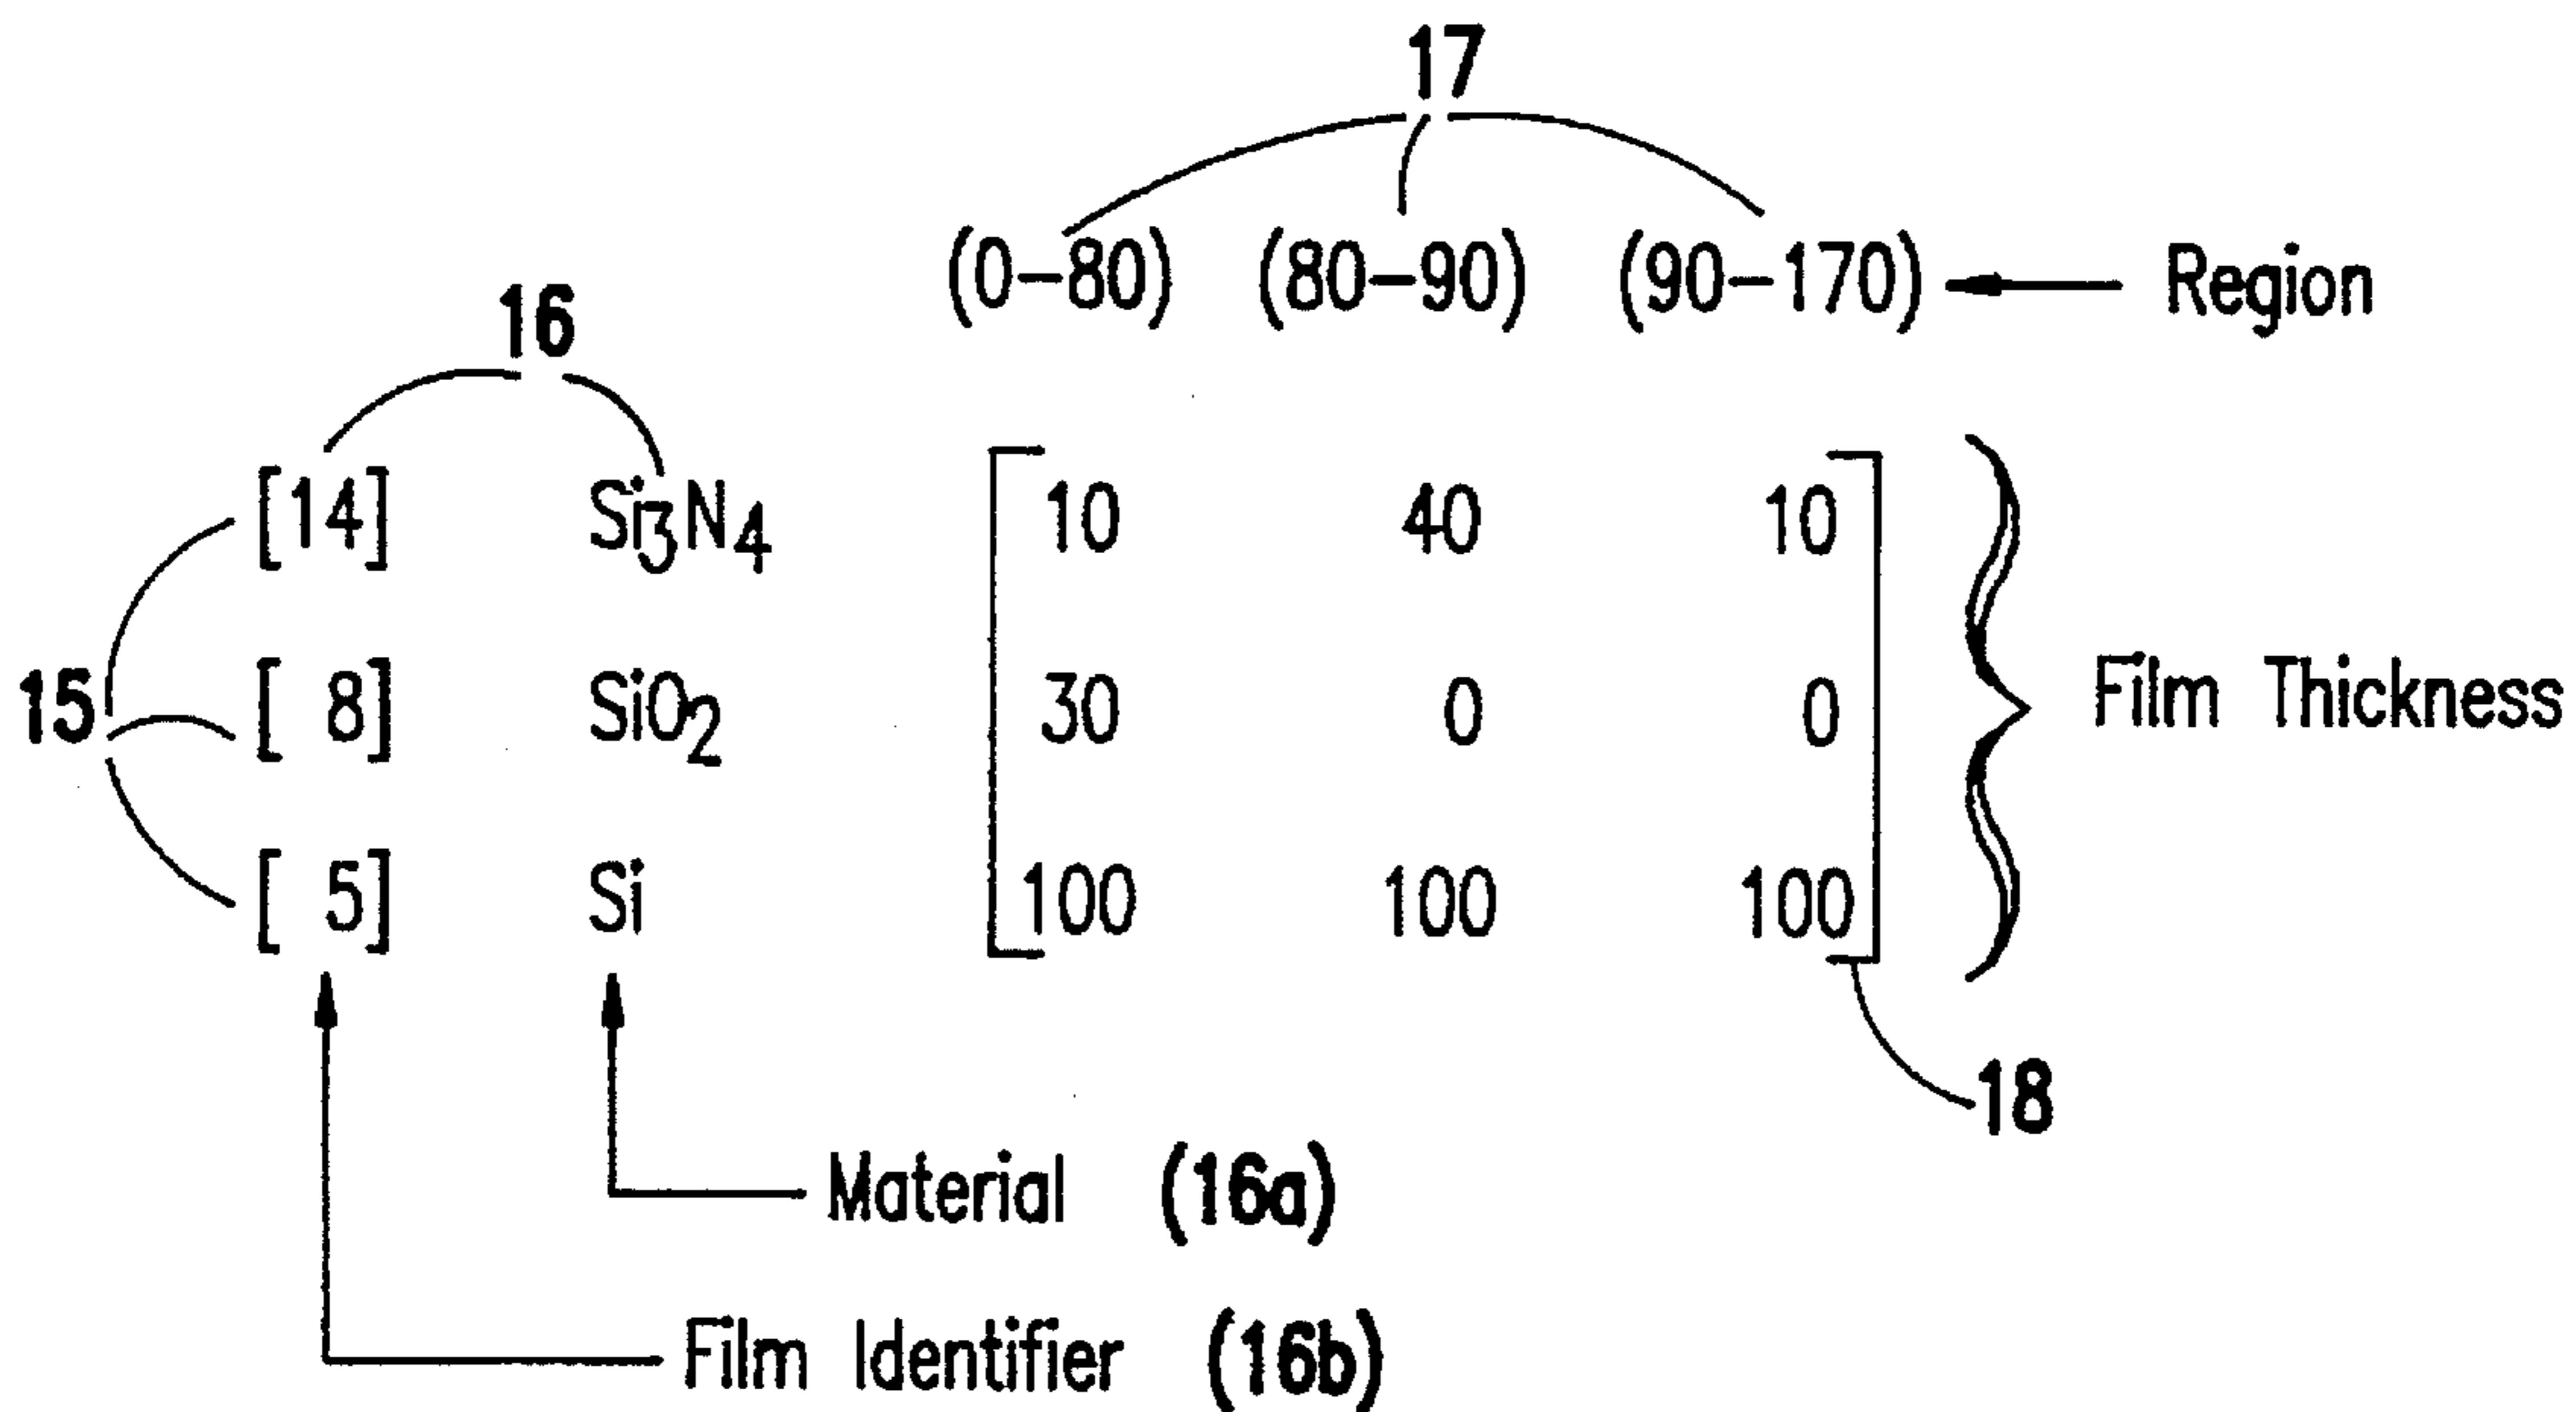 17
(0-80) (80-90) (90-170) Region
16
[14] Si3N4 10 40 10
15 [ 8] SiO2 30 0 0 Film Thickness
[ 5] Si 100 100 100
18
Material (16a)
Film Identifier (16b)